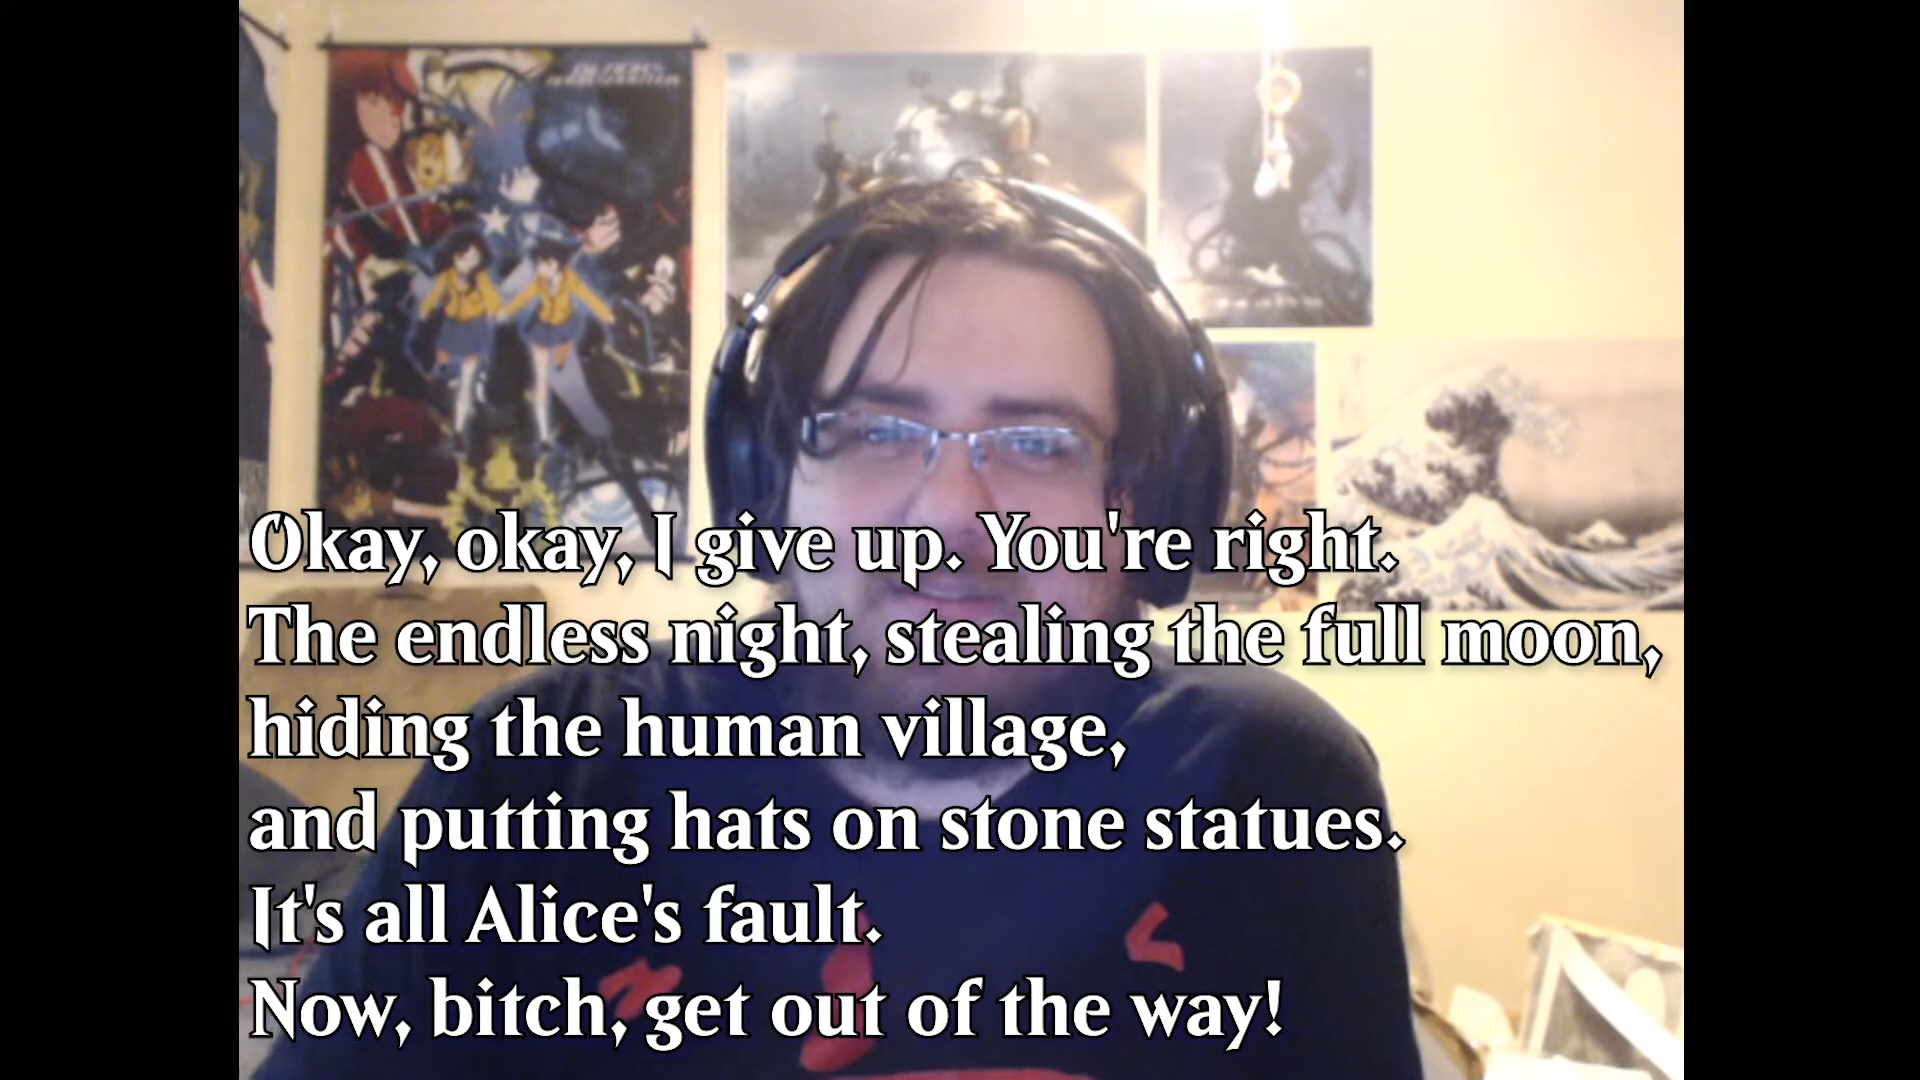 Okay, okay, I give up. You're right.
The endless night, stealing the full moon,
hiding the human village,
and putting hats on stone statues.
It's all Alice's fault.
Now, bitch, get out of the way!